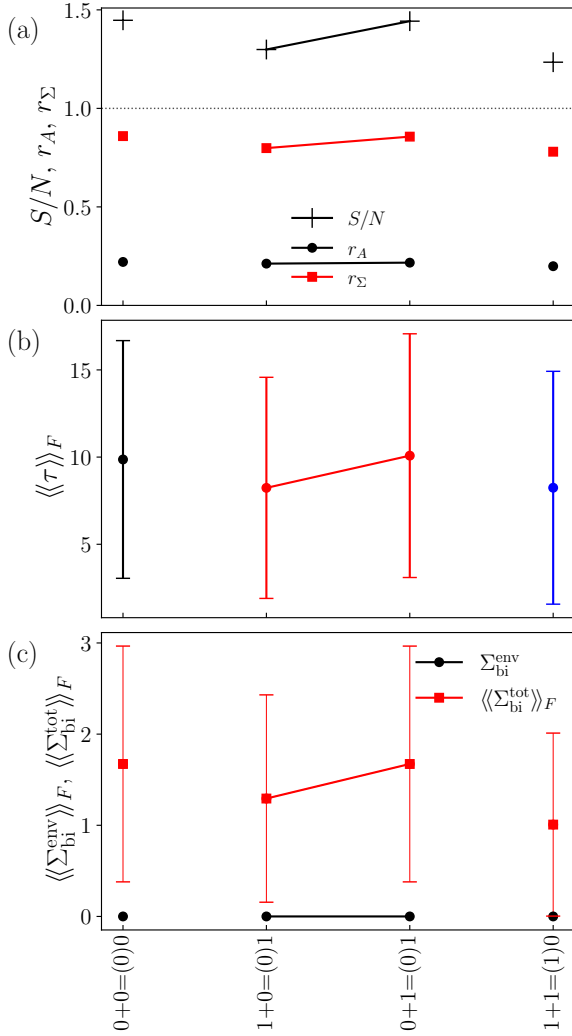 (a)
1.5
1.0
0.5
0.0
S/N, r_A, r_Σ
S/N
r_A
r_Σ
(b)
15
10
5
⟨⟨τ⟩⟩_F
(c)
3
2
1
0
⟨⟨Σ_bi^env⟩⟩_F, ⟨⟨Σ_bi^tot⟩⟩_F
Σ_bi^env
⟨⟨Σ_bi^tot⟩⟩_F
0+0=(0)0
1+0=(0)1
0+1=(0)1
1+1=(1)0